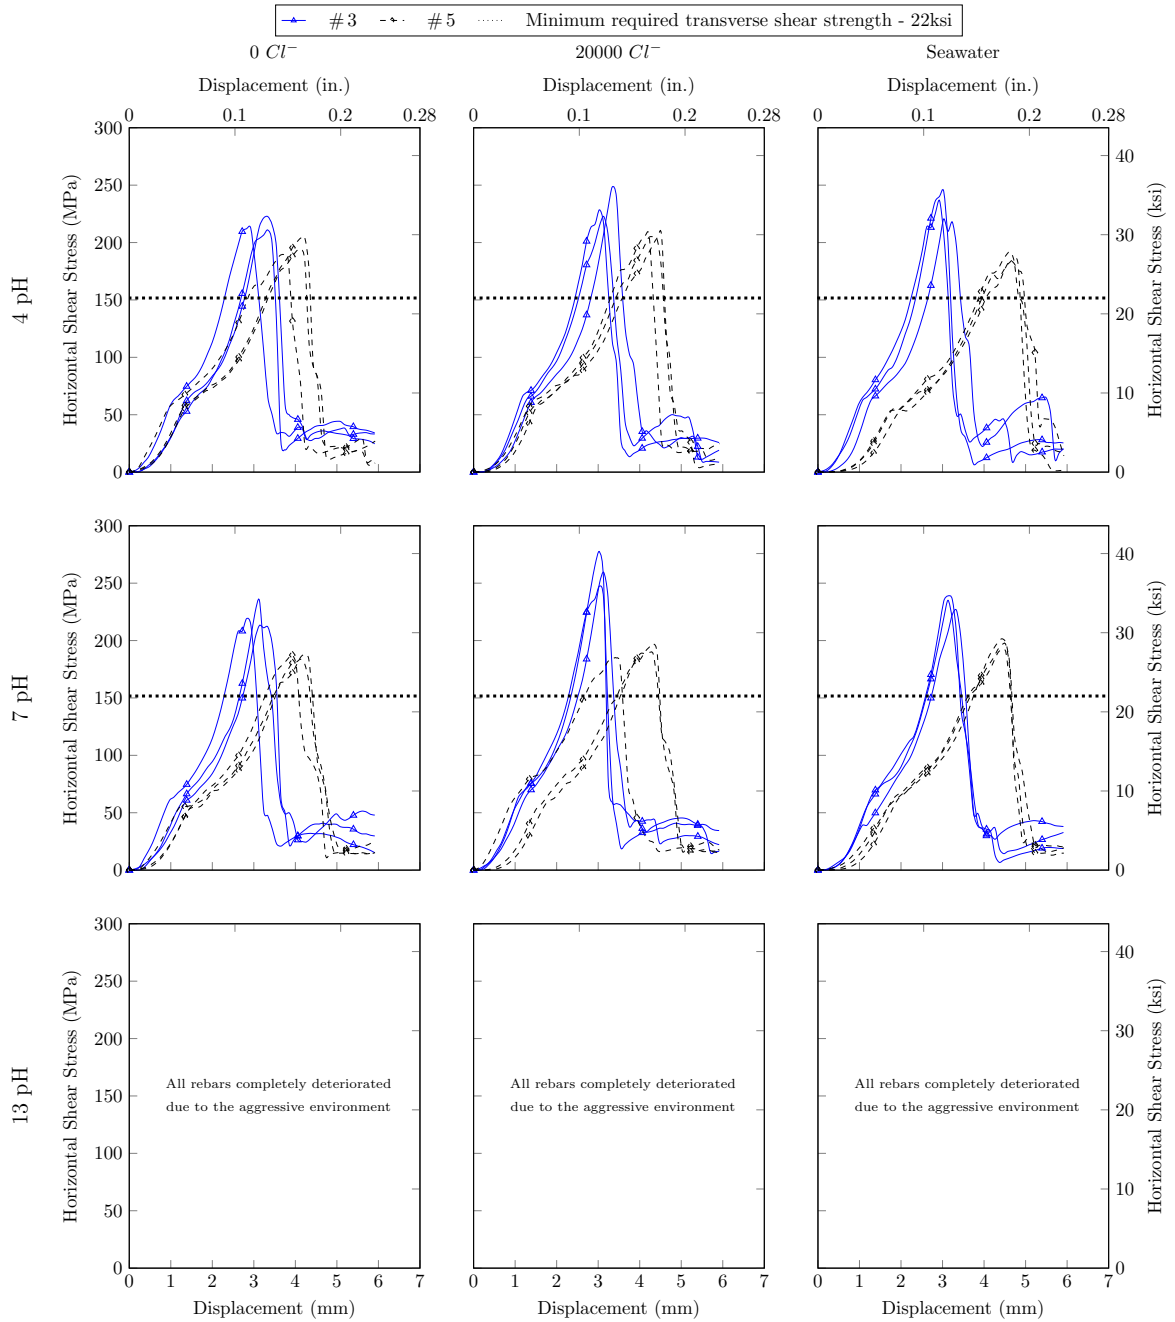 #3 #5 Minimum required transverse shear strength - 22ksi
0 Cl⁻ 20000 Cl⁻ Seawater
Displacement (in.) Displacement (in.) Displacement (in.)
0 0.1 0.2 0.28 0 0.1 0.2 0.28 0 0.1 0.2 0.28
4 pH
Horizontal Shear Stress (MPa)
300
250
200
150
100
50
0
40
30
20
10
0
Horizontal Shear Stress (ksi)
7 pH
Horizontal Shear Stress (MPa)
300
250
200
150
100
50
0
40
30
20
10
0
Horizontal Shear Stress (ksi)
13 pH
Horizontal Shear Stress (MPa)
300
250
200
150
100
50
0
All rebars completely deteriorated
due to the aggressive environment
All rebars completely deteriorated
due to the aggressive environment
All rebars completely deteriorated
due to the aggressive environment
40
30
20
10
0
Horizontal Shear Stress (ksi)
0 1 2 3 4 5 6 7 0 1 2 3 4 5 6 7 0 1 2 3 4 5 6 7
Displacement (mm) Displacement (mm) Displacement (mm)